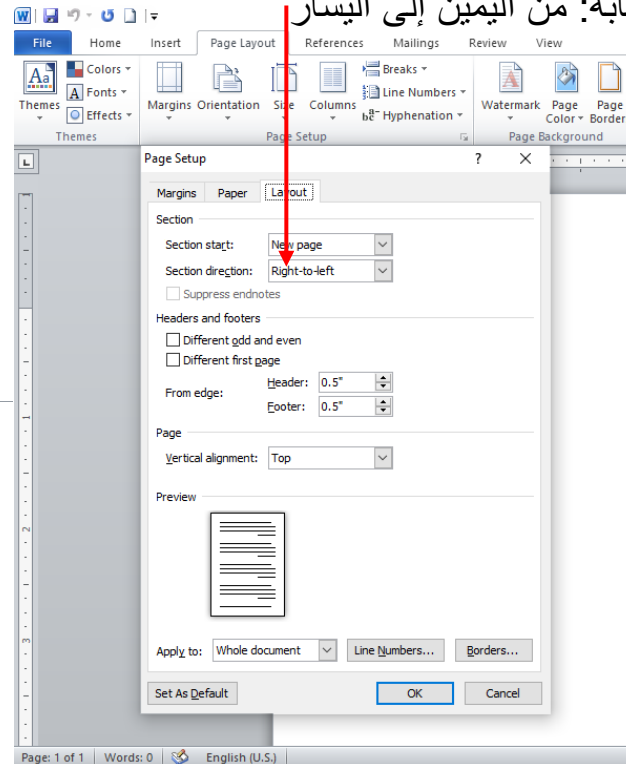 من اليمين إلى اليسار
File Home Insert Page Layout References Mailings Review View
Colors
Fonts
Effects
Themes
Margins Orientation Size Columns
Breaks
Line Numbers
Hyphenation
Watermark Page Color Page Border
Themes Page Setup Page Background
Page Setup ? X
Margins Paper Layout
Section
Section start: New page
Section direction: Right-to-left
Suppress endnotes
Headers and footers
Different odd and even
Different first page
From edge:
Header: 0.5"
Footer: 0.5"
Page
Vertical alignment: Top
Preview
Apply to: Whole document Line Numbers... Borders...
Set As Default OK Cancel
1
2
3
Page: 1 of 1 Words: 0 English (U.S.)